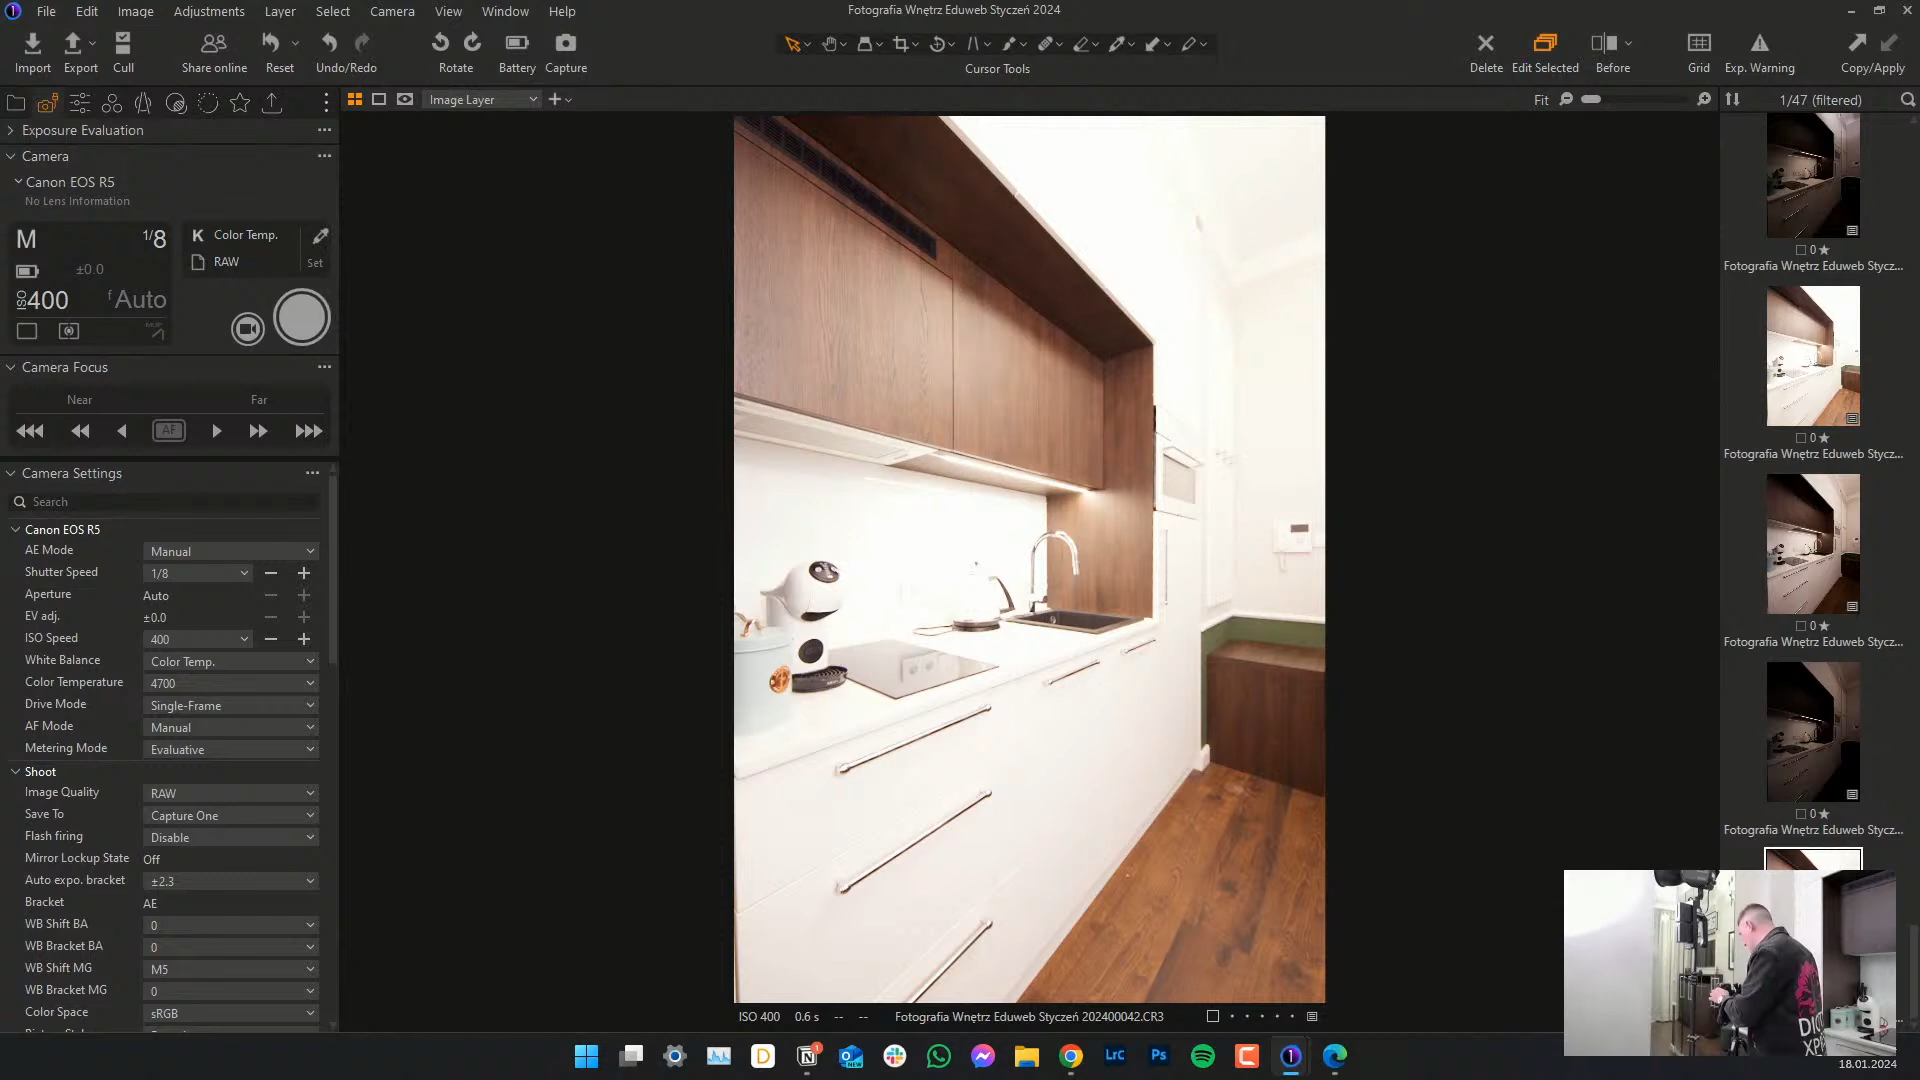 File Edit Image Adjustments Layer Select Camera View Window Help
Fotografia Wnętrz Eduweb Styczeń 2024
Import Export Cull Share online Reset Undo/Redo Rotate Battery Capture
Cursor Tools
Delete Edit Selected Before Grid Exp. Warning Copy/Apply
Image Layer
Fit
1/47 (filtered)
Exposure Evaluation
Camera
Canon EOS R5
No Lens Information
M 1/8
K Color Temp.
±0.0
RAW
Set
ISO 400 f Auto
Camera Focus
Near Far
AF
Camera Settings
Search
Canon EOS R5
AE Mode Manual
Shutter Speed 1/8
Aperture Auto
EV adj. ±0.0
ISO Speed 400
White Balance Color Temp.
Color Temperature 4700
Drive Mode Single-Frame
AF Mode Manual
Metering Mode Evaluative
Shoot
Image Quality RAW
Save To Capture One
Flash firing Disable
Mirror Lockup State Off
Auto expo. bracket ±2.3
Bracket AE
WB Shift BA 0
WB Bracket BA 0
WB Shift MG M5
WB Bracket MG 0
Color Space sRGB
0
Fotografia Wnętrz Eduweb Stycz...
0
Fotografia Wnętrz Eduweb Stycz...
0
Fotografia Wnętrz Eduweb Stycz...
0
Fotografia Wnętrz Eduweb Stycz...
ISO 400 0.6 s -- -- Fotografia Wnętrz Eduweb Styczeń 202400042.CR3
D N 1 NEW LrC Ps
18.01.2024